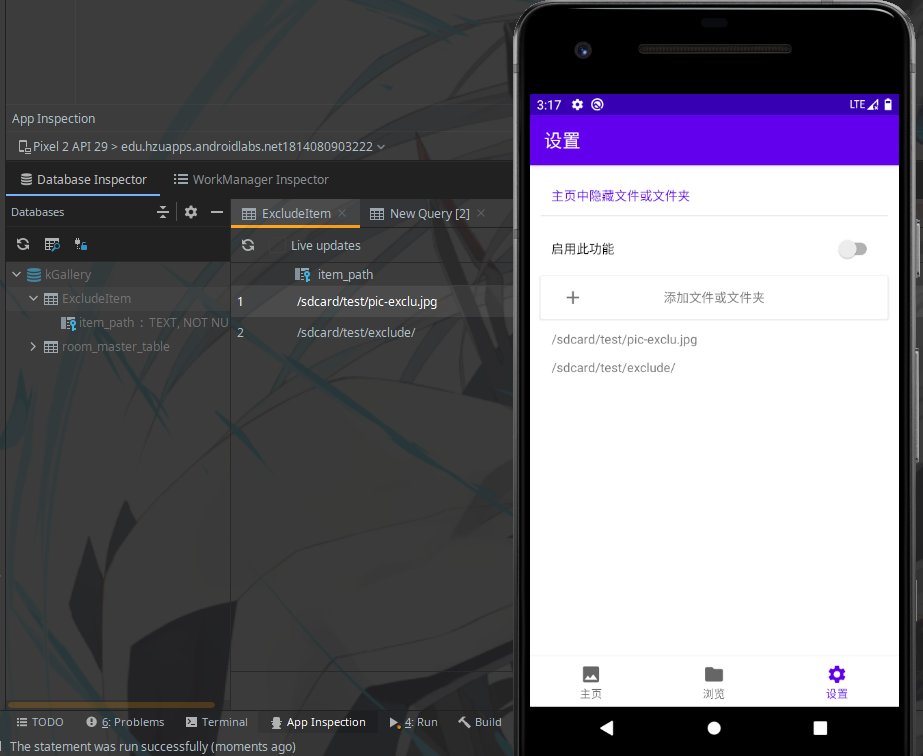 App Inspection
Pixel 2 API 29 > edu.hzuapps.androidlabs.net1814080903222
Database Inspector
WorkManager Inspector
Databases
ExcludeItem
New Query [2]
Live updates
kGallery
ExcludeItem
item_path : TEXT, NOT NU
room_master_table
item_path
1 /sdcard/test/pic-exclu.jpg
2 /sdcard/test/exclude/
TODO
6: Problems
Terminal
App Inspection
4: Run
Build
The statement was run successfully (moments ago)
3:17
LTE
设置
主页中隐藏文件或文件夹
启用此功能
添加文件或文件夹
/sdcard/test/pic-exclu.jpg
/sdcard/test/exclude/
主页
浏览
设置